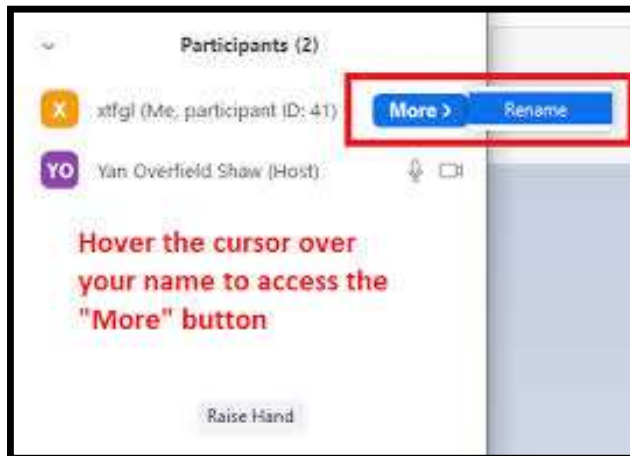 Participants (2)
X xtfgl (Me, participant ID: 41) More > Rename
YO Yan Overfield Shaw (Host)
Hover the cursor over
your name to access the
"More" button
Raise Hand